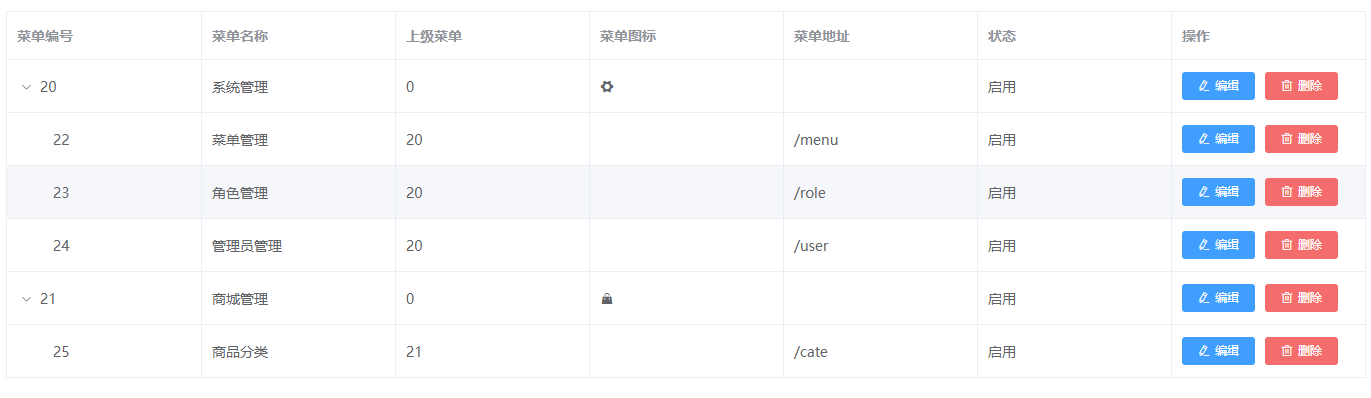 菜单编号 菜单名称 上级菜单 菜单图标 菜单地址 状态 操作
20 系统管理 0 启用 编辑 删除
22 菜单管理 20 /menu 启用 编辑 删除
23 角色管理 20 /role 启用 编辑 删除
24 管理员管理 20 /user 启用 编辑 删除
21 商城管理 0 启用 编辑 删除
25 商品分类 21 /cate 启用 编辑 删除